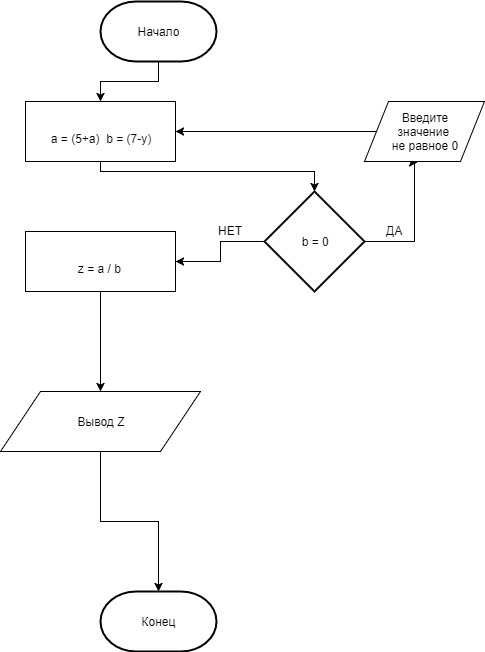 Начало
a = (5+a)  b = (7-y)
Введите
значение
не равное 0
НЕТ
b = 0
ДА
z = a / b
Вывод Z
Конец